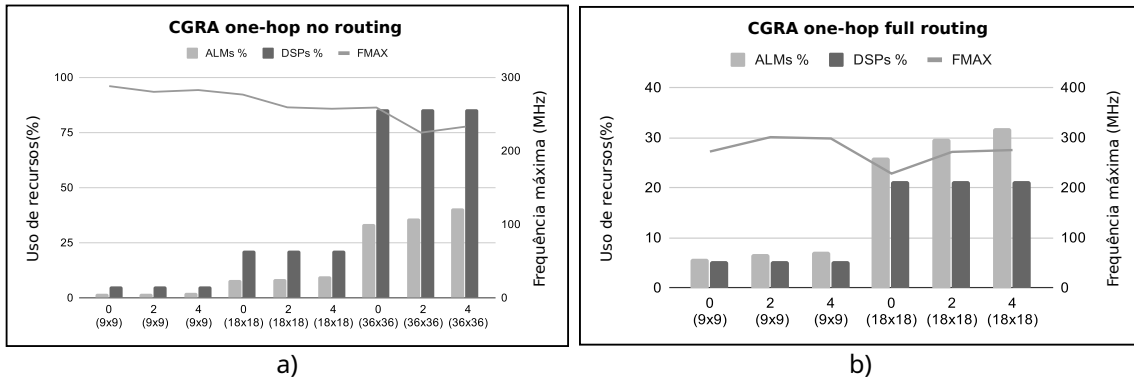 CGRA one-hop no routing
ALMs % DSPs % FMAX
Uso de recursos(%)
100
75
50
25
0
300
200
100
0
Frequência máxima (MHz)
0 2 4 0 2 4 0 2 4
(9x9) (9x9) (9x9) (18x18) (18x18) (18x18) (36x36) (36x36) (36x36)
a)
CGRA one-hop full routing
ALMs % DSPs % FMAX
Uso de recursos(%)
40
30
20
10
0
400
300
200
100
0
Frequência máxima (MHz)
0 2 4 0 2 4
(9x9) (9x9) (9x9) (18x18) (18x18) (18x18)
b)